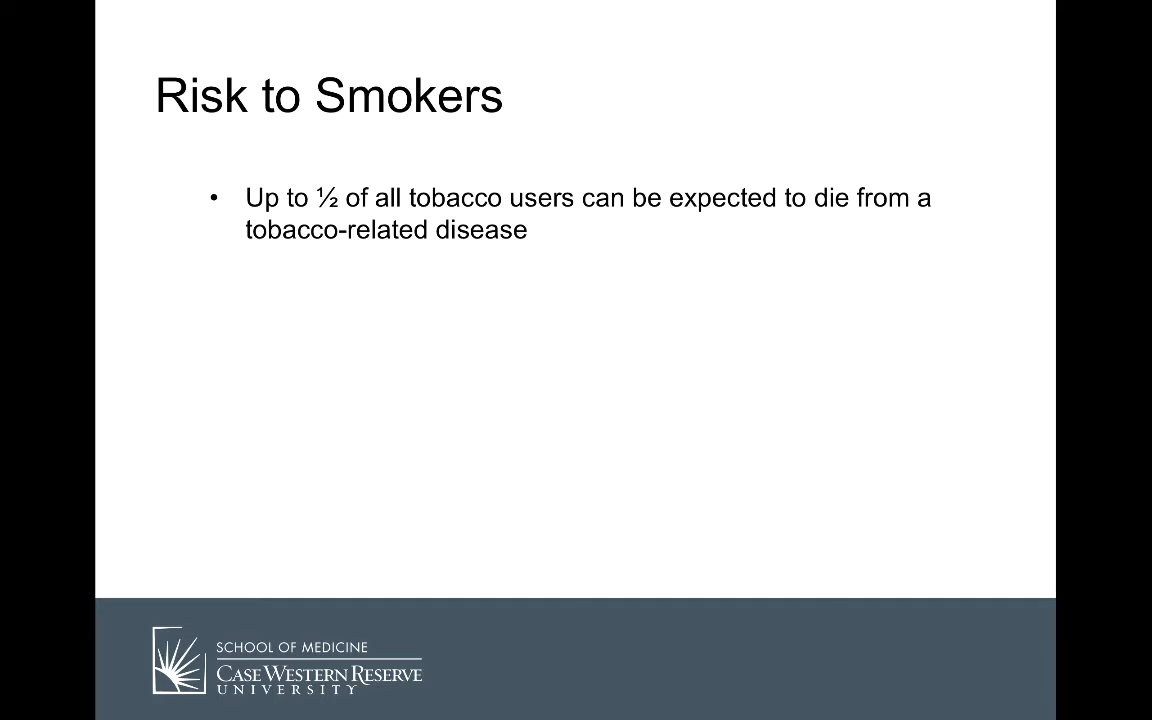 Risk to Smokers
• Up to ½ of all tobacco users can be expected to die from a
tobacco-related disease
SCHOOL OF MEDICINE
CASE WESTERN RESERVE
UNIVERSITY